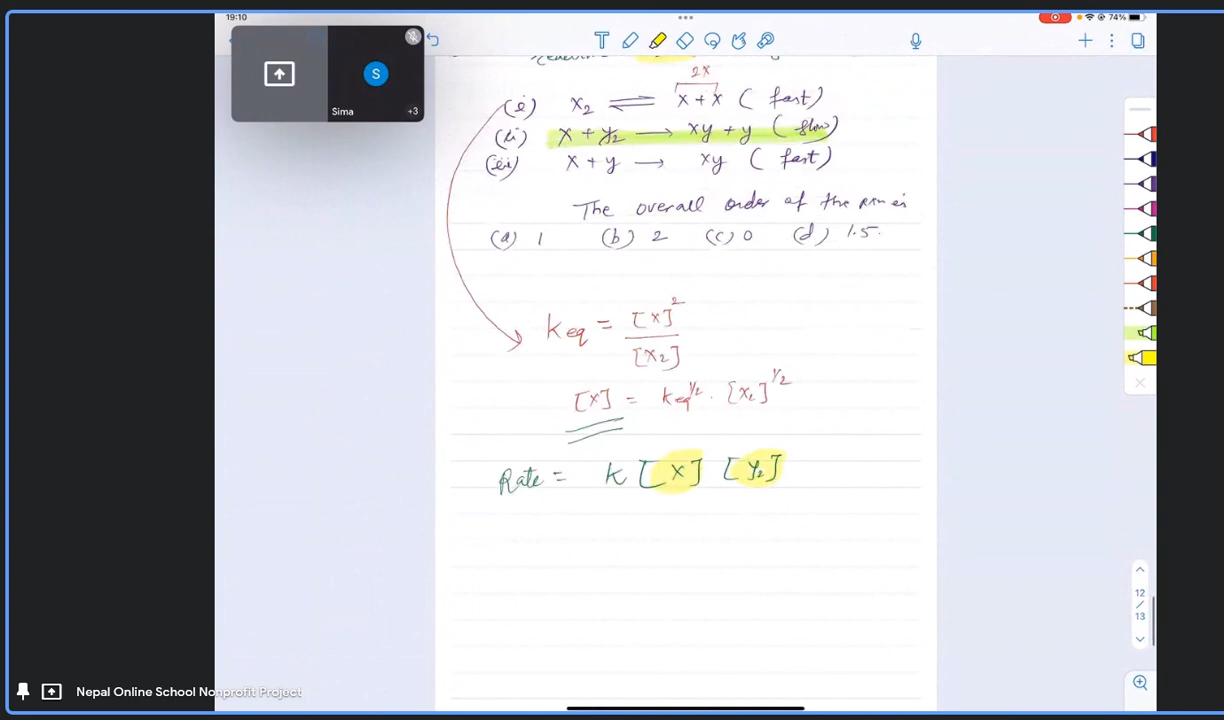 19:10
74%
2x
(i) x₂ ⇌ x + x ( fast )
(ii) x + y₂ → xy + y ( slow )
(iii) x + y → xy ( fast )
Sima
+3
The overall order of the rxn is
(a) 1 (b) 2 (c) 0 (d) 1.5.
Keq = [x]² / [x₂]
[x] = Keq^1/2 . [x₂]^1/2
Rate = K [x] [y₂]
12
/
13
Nepal Online School Nonprofit Project